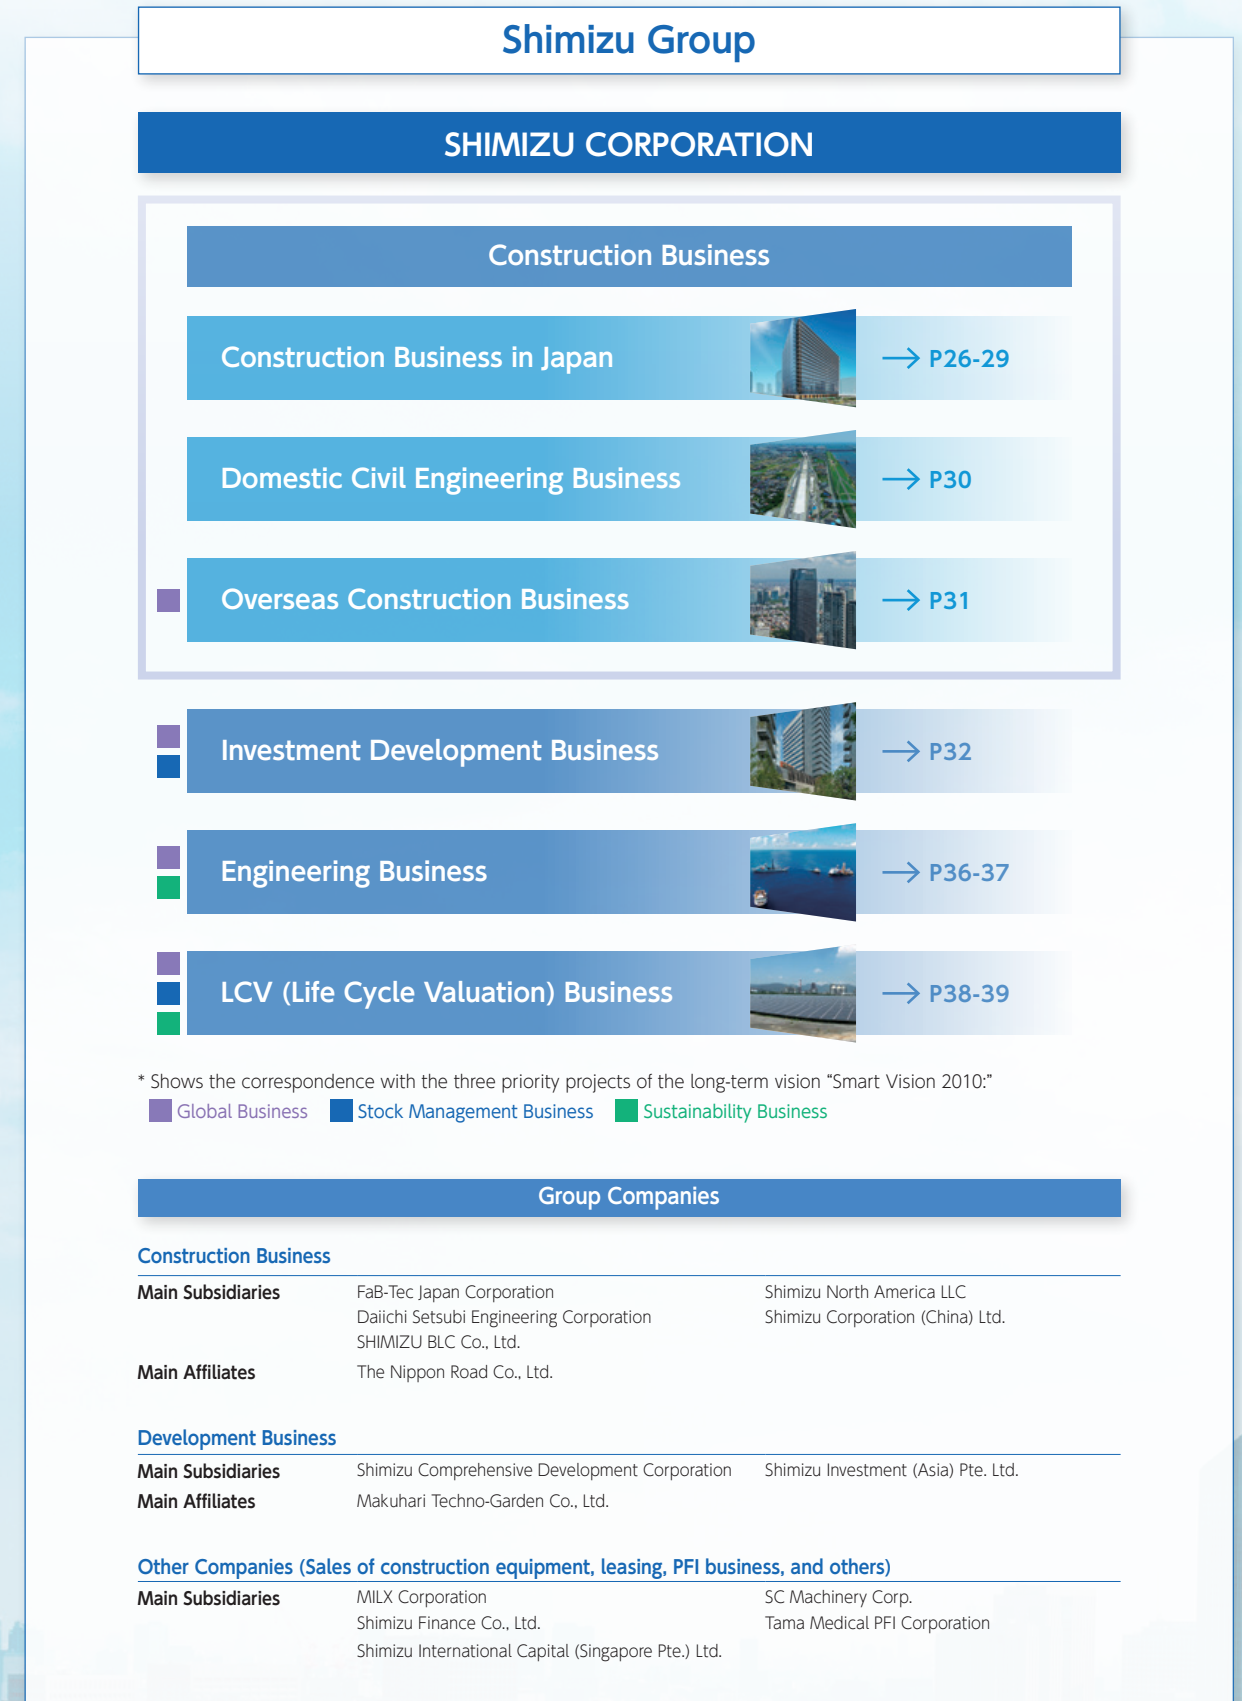 Shimizu Group
SHIMIZU CORPORATION
Construction Business
Construction Business in Japan → P26-29
Domestic Civil Engineering Business → P30
Overseas Construction Business → P31
Investment Development Business → P32
Engineering Business → P36-37
LCV (Life Cycle Valuation) Business → P38-39
* Shows the correspondence with the three priority projects of the long-term vision “Smart Vision 2010:”
Global Business Stock Management Business Sustainability Business
Group Companies
Construction Business
Main Subsidiaries FaB-Tec Japan Corporation Shimizu North America LLC
Daiichi Setsubi Engineering Corporation Shimizu Corporation (China) Ltd.
SHIMIZU BLC Co., Ltd.
Main Affiliates The Nippon Road Co., Ltd.
Development Business
Main Subsidiaries Shimizu Comprehensive Development Corporation Shimizu Investment (Asia) Pte. Ltd.
Main Affiliates Makuhari Techno-Garden Co., Ltd.
Other Companies (Sales of construction equipment, leasing, PFI business, and others)
Main Subsidiaries MILX Corporation SC Machinery Corp.
Shimizu Finance Co., Ltd. Tama Medical PFI Corporation
Shimizu International Capital (Singapore Pte.) Ltd.